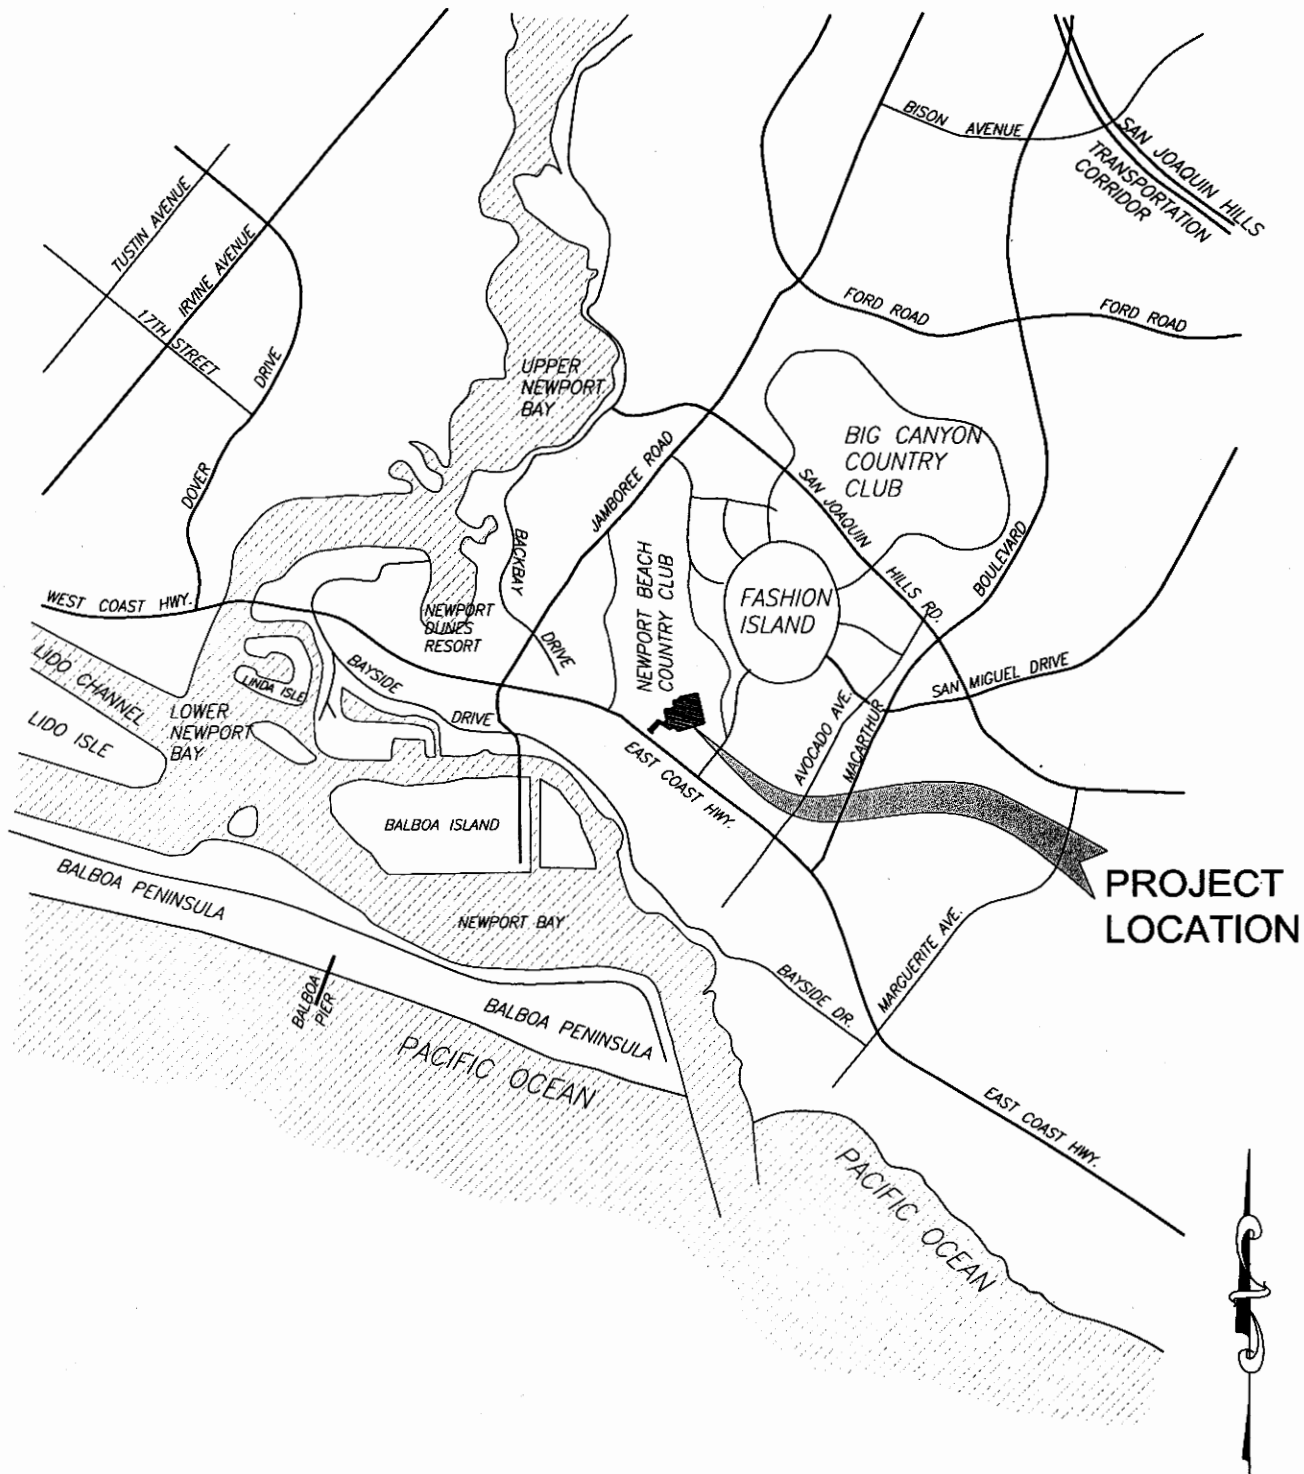 BISON AVENUE
SAN JOAQUIN HILLS
TRANSPORTATION
CORRIDOR
TUSTIN AVENUE
IRVINE AVENUE
17TH STREET
DRIVE
DOVER
FORD ROAD
FORD ROAD
UPPER
NEWPORT
BAY
BIG CANYON
COUNTRY
CLUB
JAMBOREE ROAD
SAN JOAQUIN
HILLS RD.
BACKBAY
DRIVE
NEWPORT BEACH
COUNTRY CLUB
FASHION
ISLAND
BOULEVARD
WEST COAST HWY.
NEWPORT
DUNES
RESORT
LIDO CHANNEL
LIDO ISLE
LINDA ISLE
BAYSIDE
DRIVE
LOWER
NEWPORT
BAY
SAN MIGUEL DRIVE
AVOCADO AVE.
MACARTHUR
EAST COAST HWY.
BALBOA ISLAND
BALBOA PENINSULA
NEWPORT BAY
PROJECT
LOCATION
MARGUERITE AVE.
BAYSIDE DR.
BALBOA
PIER
BALBOA PENINSULA
PACIFIC OCEAN
EAST COAST HWY.
PACIFIC OCEAN